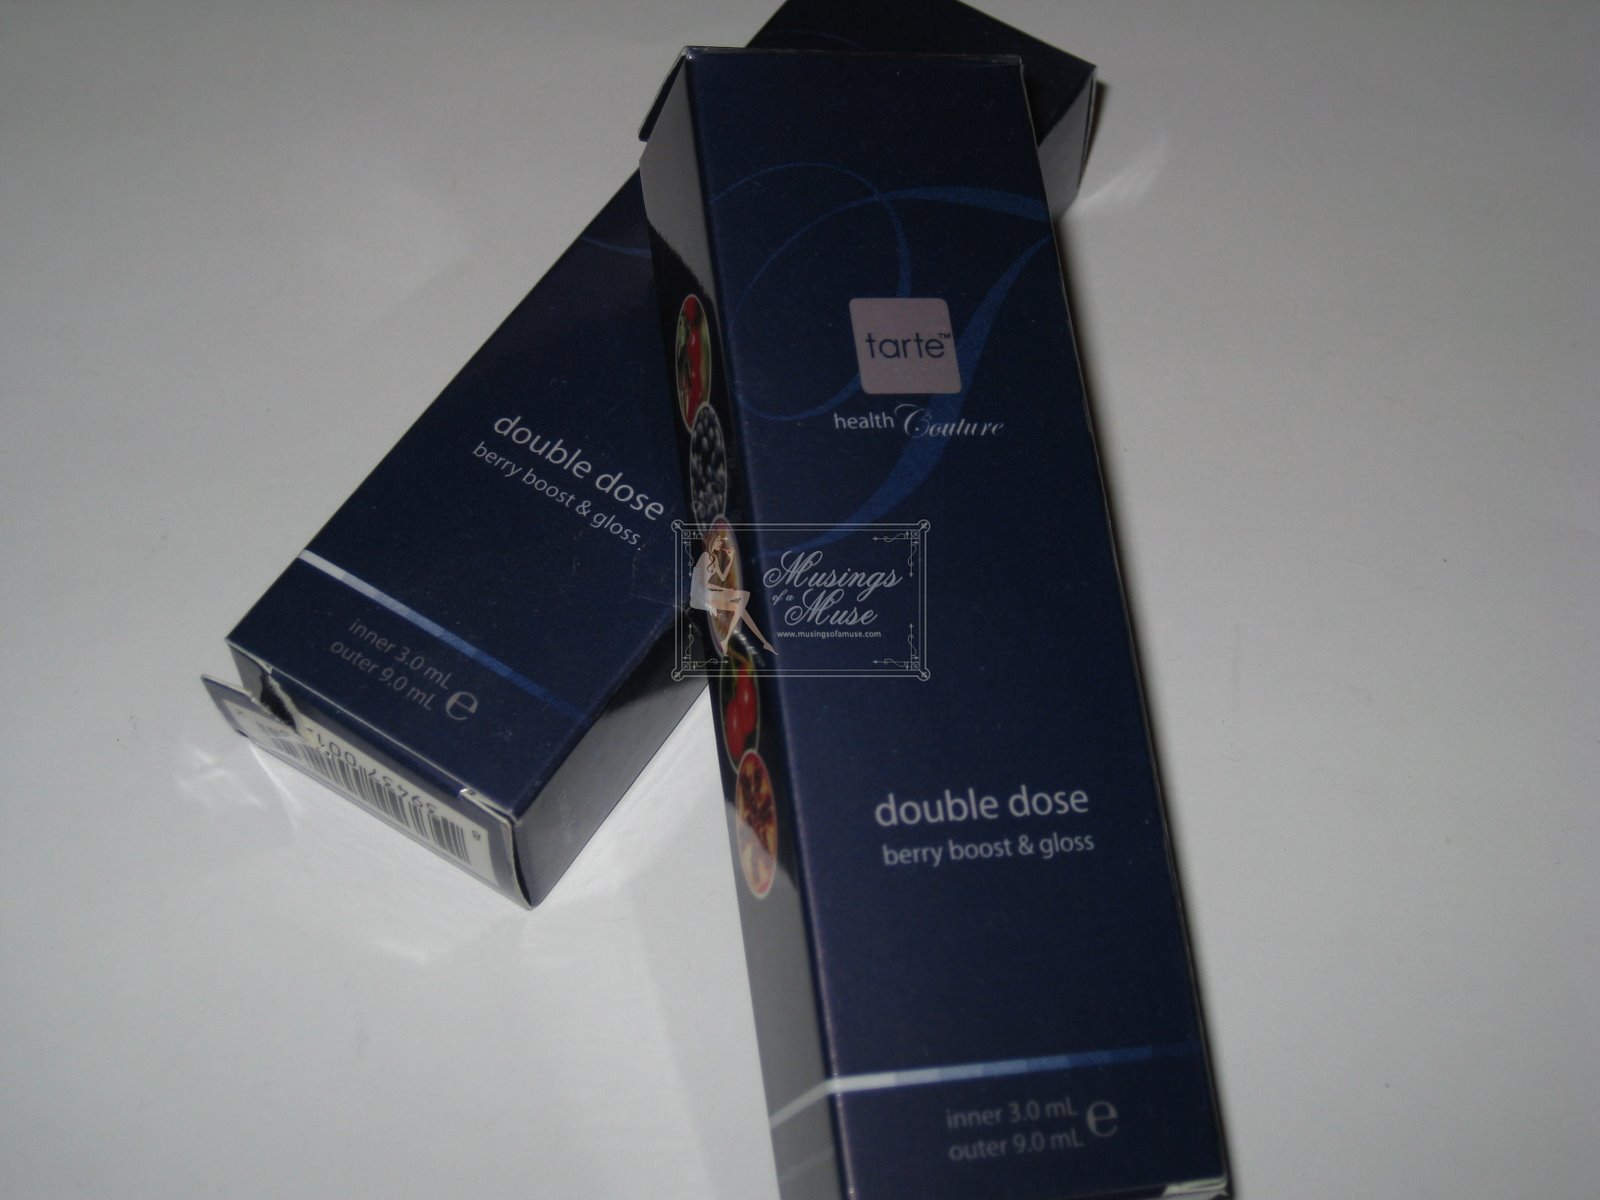 tarte™
health Couture
double dose
berry boost & gloss
inner 3.0 mL
outer 9.0 mL e
double dose
berry boost & gloss
inner 3.0 mL
outer 9.0 mL e
Musings
of a
Muse
www.musingsofamuse.com